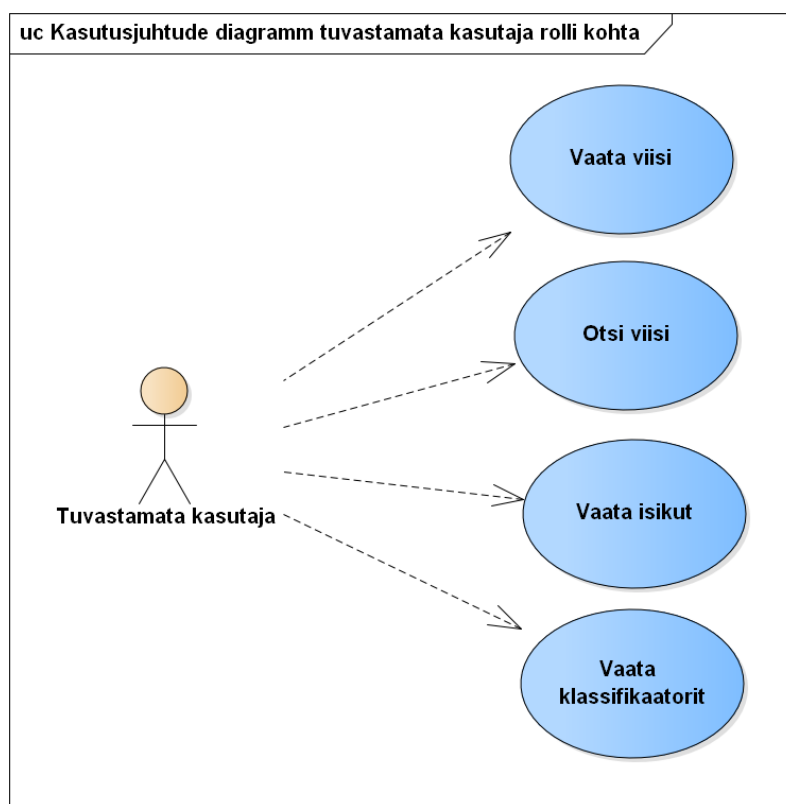 uc Kasutusjuhtude diagramm tuvastamata kasutaja rolli kohta
Vaata viisi
Otsi viisi
Tuvastamata kasutaja
Vaata isikut
Vaata
klassifikaatorit